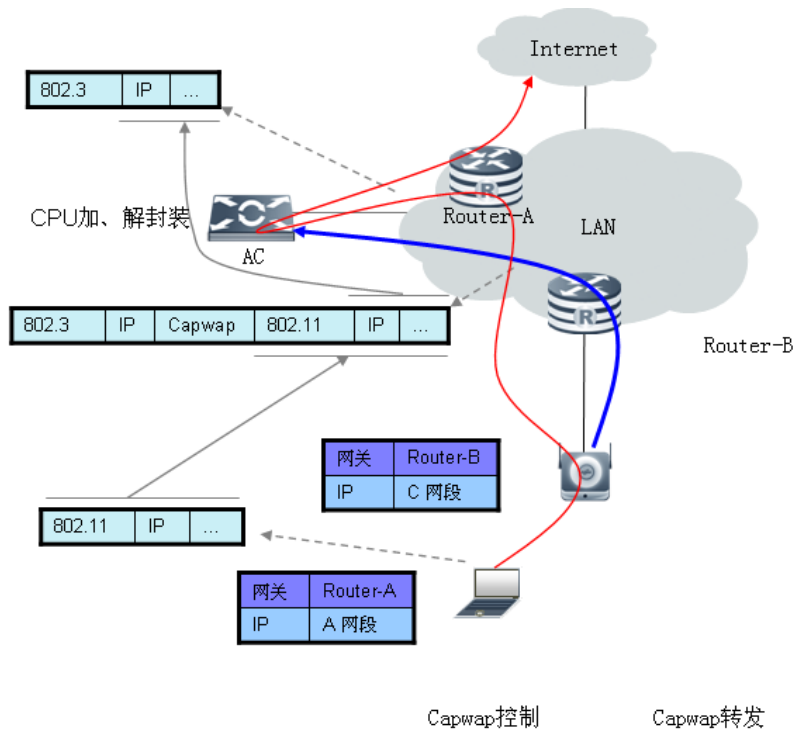 Internet
802.3 IP ...
R
Router-A
CPU加、解封装
LAN
AC
802.3 IP Capwap 802.11 IP ...
R
Router-B
网关 Router-B
IP C 网段
802.11 IP ...
网关 Router-A
IP A 网段
Capwap控制 Capwap转发